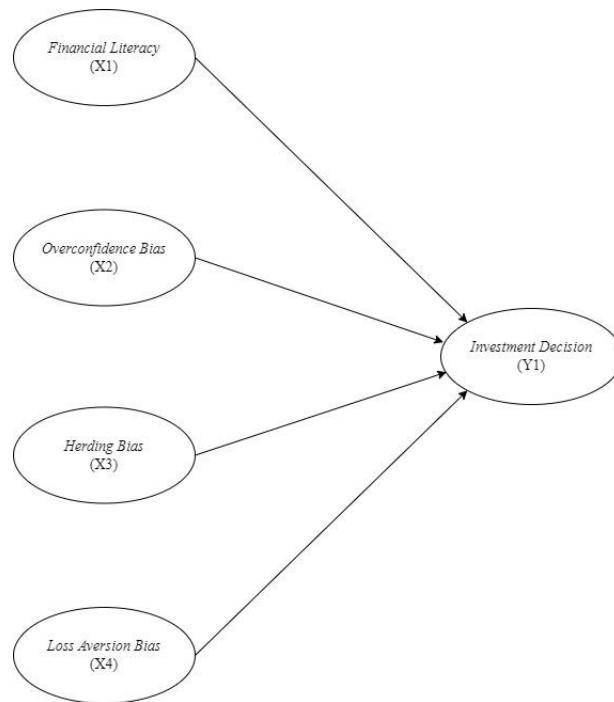 Financial Literacy
(X1)
Overconfidence Bias
(X2)
Investment Decision
(Y1)
Herding Bias
(X3)
Loss Aversion Bias
(X4)